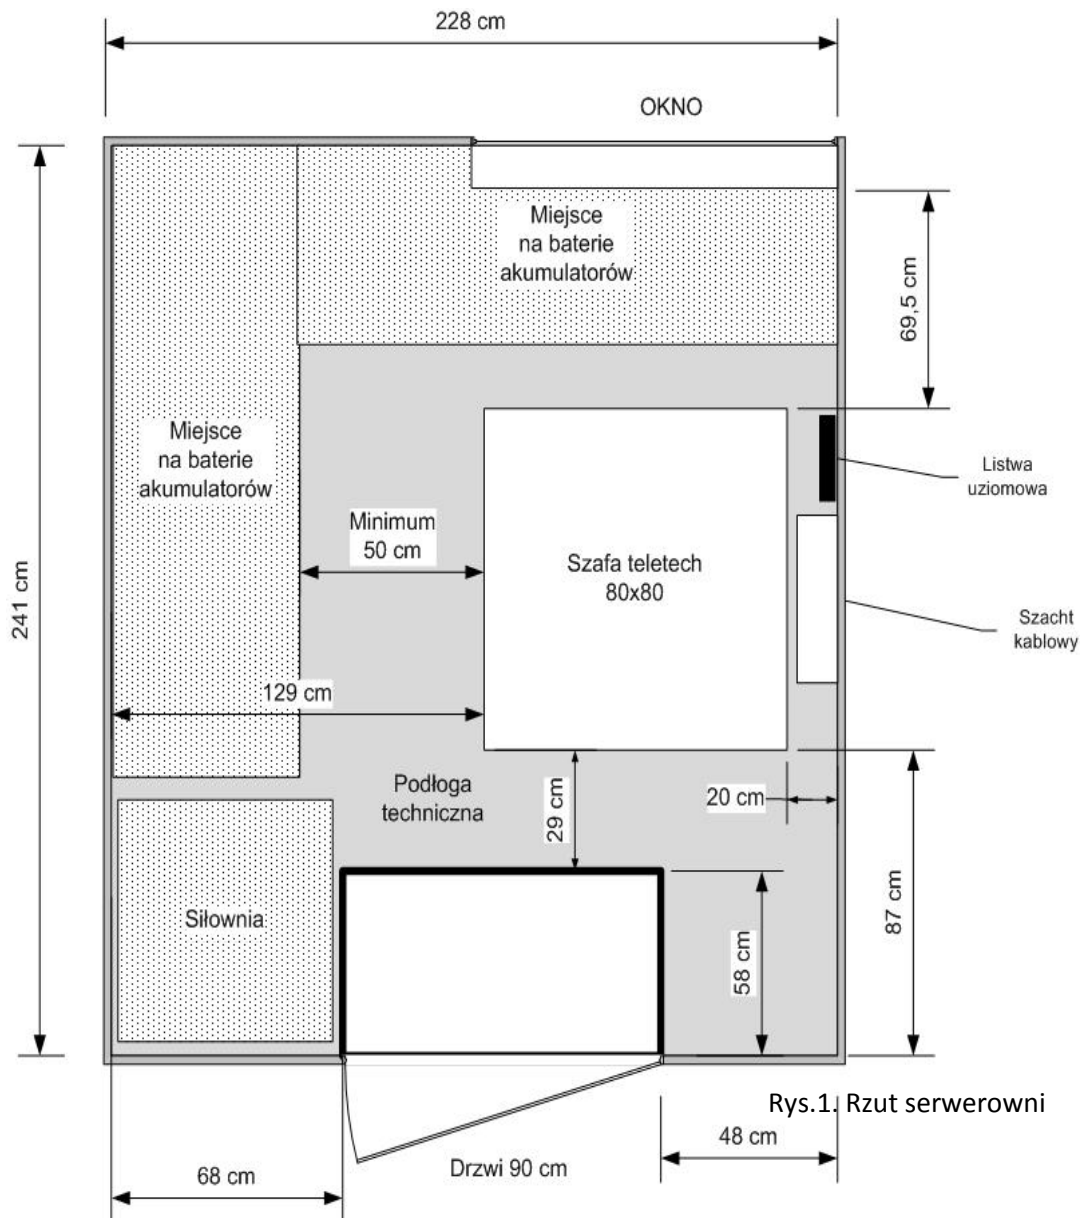 228 cm
OKNO
Miejsce
na baterie
akumulatorów
69,5 cm
Miejsce
na baterie
akumulatorów
Listwa
uziomowa
Minimum
50 cm
Szafa teletech
80x80
241 cm
Szacht
kablowy
129 cm
Podłoga
techniczna
29 cm
20 cm
87 cm
Siłownia
58 cm
Rys.1. Rzut serwerowni
48 cm
Drzwi 90 cm
68 cm